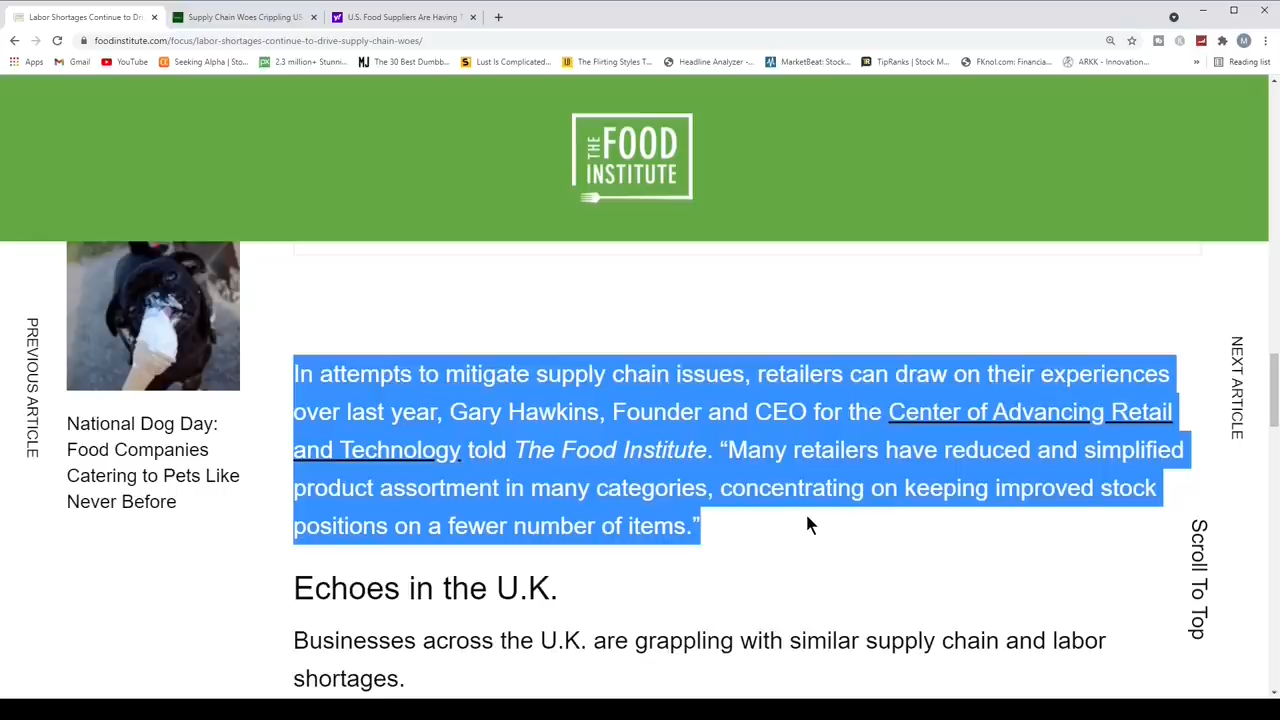 Labor Shortages Continue to Dri
Supply Chain Woes Crippling US
U.S. Food Suppliers Are Having T
foodinstitute.com/focus/labor-shortages-continue-to-drive-supply-chain-woes/
M
Apps
Gmail
YouTube
Seeking Alpha | Sto...
2.3 million+ Stunni...
The 30 Best Dumbb...
Lust Is Complicated...
The Flirting Styles T...
Headline Analyzer -...
MarketBeat: Stock...
TipRanks | Stock M...
FKnol.com: Financia...
ARKK - Innovation...
»
Reading list
THE FOOD
INSTITUTE
PREVIOUS ARTICLE
National Dog Day:
Food Companies
Catering to Pets Like
Never Before
In attempts to mitigate supply chain issues, retailers can draw on their experiences
over last year, Gary Hawkins, Founder and CEO for the Center of Advancing Retail
and Technology told The Food Institute. “Many retailers have reduced and simplified
product assortment in many categories, concentrating on keeping improved stock
positions on a fewer number of items.”
Echoes in the U.K.
Businesses across the U.K. are grappling with similar supply chain and labor
shortages.
NEXT ARTICLE
Scroll To Top